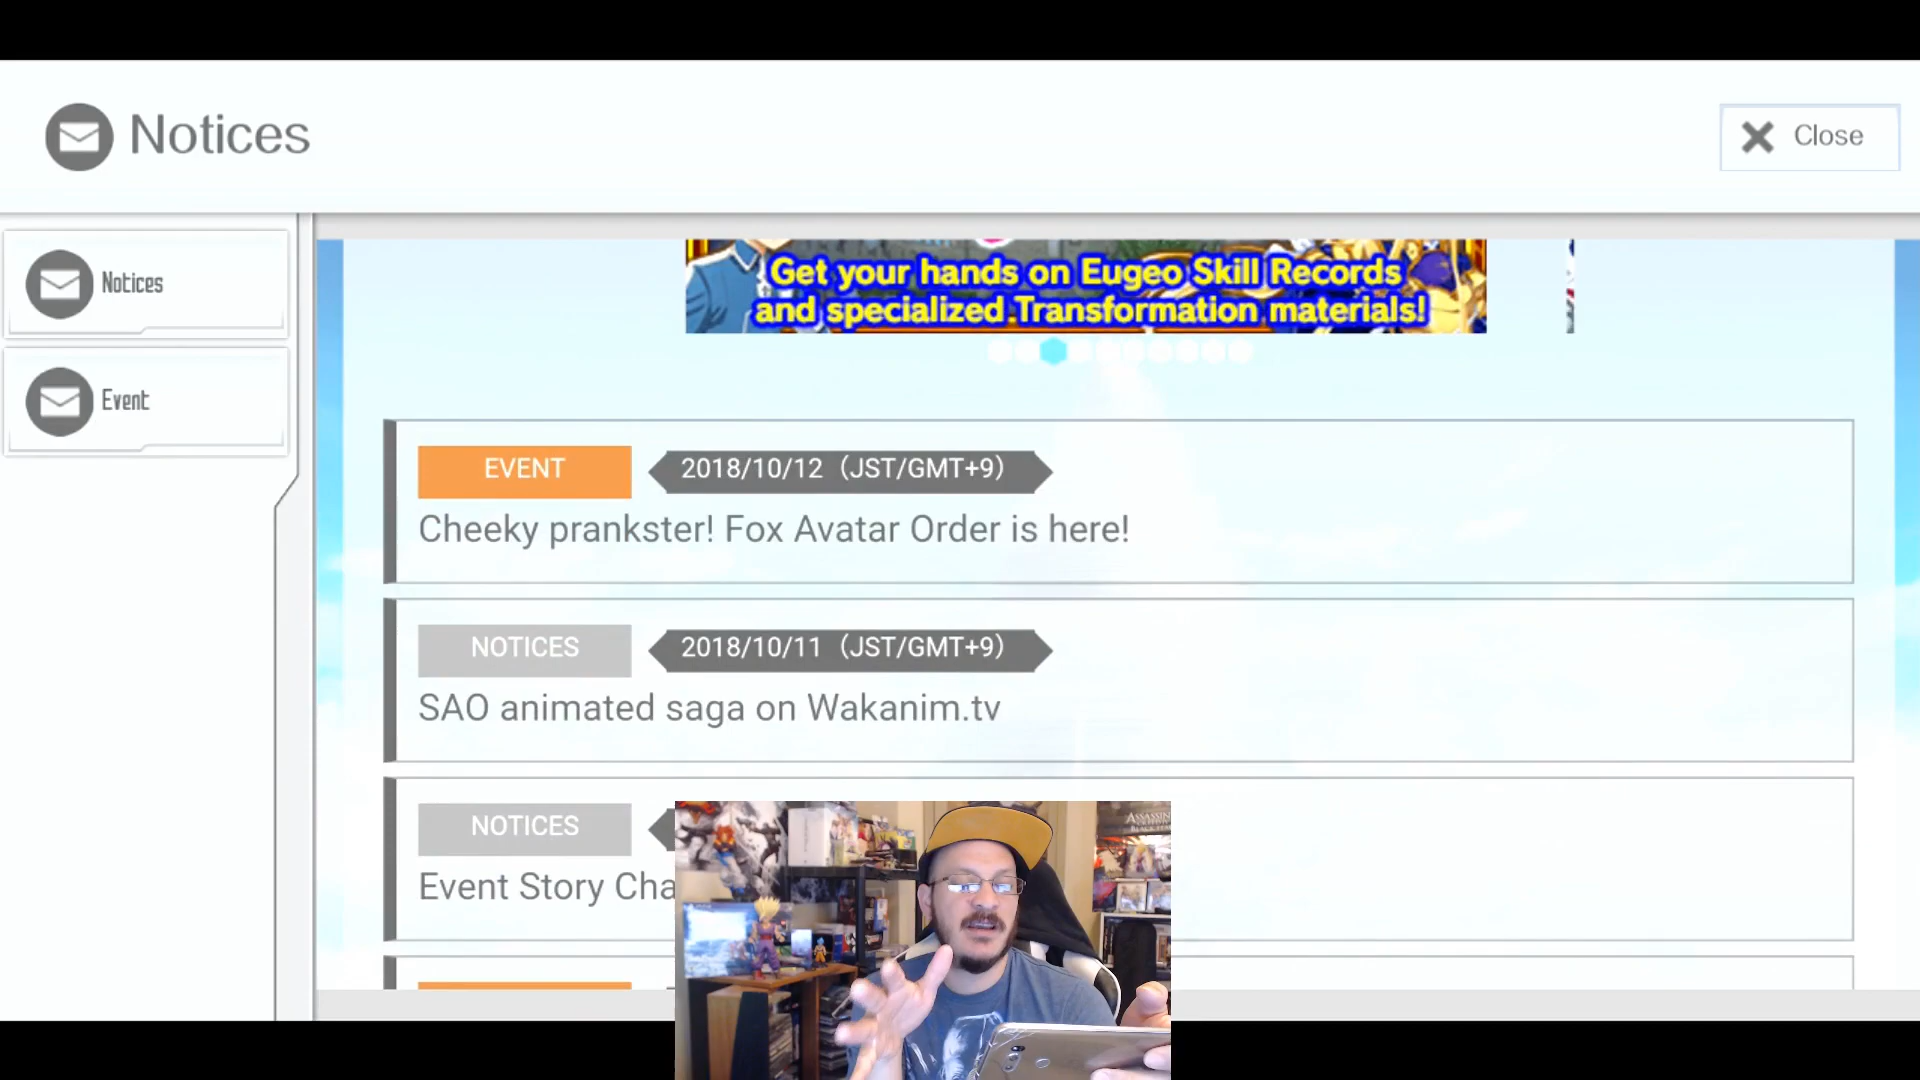 Notices
Close
Notices
Event
Get your hands on Eugeo Skill Records
and specialized Transformation materials!
EVENT
2018/10/12 (JST/GMT+9)
Cheeky prankster! Fox Avatar Order is here!
NOTICES
2018/10/11 (JST/GMT+9)
SAO animated saga on Wakanim.tv
NOTICES
Event Story Cha
ASSASSIN